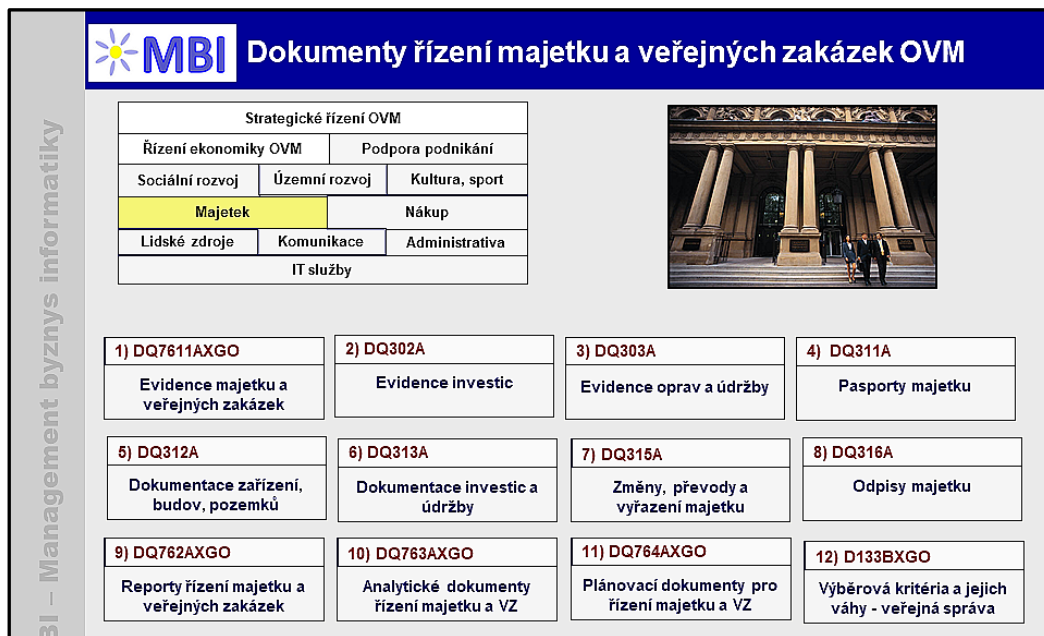 MBI
Dokumenty řízení majetku a veřejných zakázek OVM
Strategické řízení OVM
Řízení ekonomiky OVM
Podpora podnikání
Sociální rozvoj
Územní rozvoj
Kultura, sport
Majetek
Nákup
Lidské zdroje
Komunikace
Administrativa
IT služby
1) DQ7611AXGO
Evidence majetku a
veřejných zakázek
2) DQ302A
Evidence investic
3) DQ303A
Evidence oprav a údržby
4) DQ311A
Pasporty majetku
5) DQ312A
Dokumentace zařízení,
budov, pozemků
6) DQ313A
Dokumentace investic a
údržby
7) DQ315A
Změny, převody a
vyřazení majetku
8) DQ316A
Odpisy majetku
9) DQ762AXGO
Reporty řízení majetku a
veřejných zakázek
10) DQ763AXGO
Analytické dokumenty
řízení majetku a VZ
11) DQ764AXGO
Plánovací dokumenty pro
řízení majetku a VZ
12) D133BXGO
Výběrová kritéria a jejich
váhy - veřejná správa
BI – Management byznys informatiky